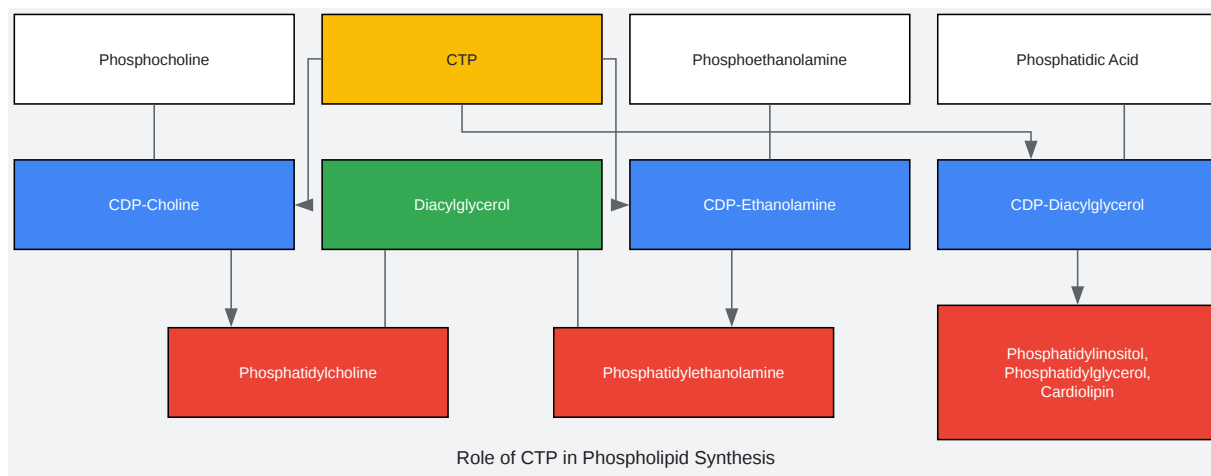 Phosphocholine
CTP
Phosphoethanolamine
Phosphatidic Acid
CDP-Choline
Diacylglycerol
CDP-Ethanolamine
CDP-Diacylglycerol
Phosphatidylcholine
Phosphatidylethanolamine
Phosphatidylinositol,
Phosphatidylglycerol,
Cardiolipin
Role of CTP in Phospholipid Synthesis